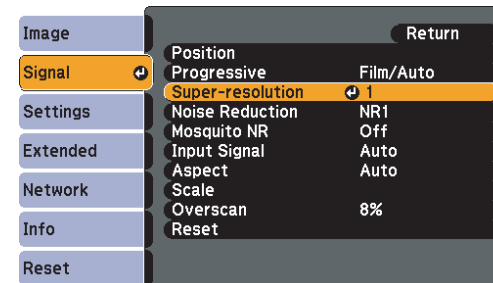 Image
Signal
Settings
Extended
Network
Info
Reset
Return
Position
Progressive Film/Auto
Super-resolution 1
Noise Reduction NR1
Mosquito NR Off
Input Signal Auto
Aspect Auto
Scale
Overscan 8%
Reset